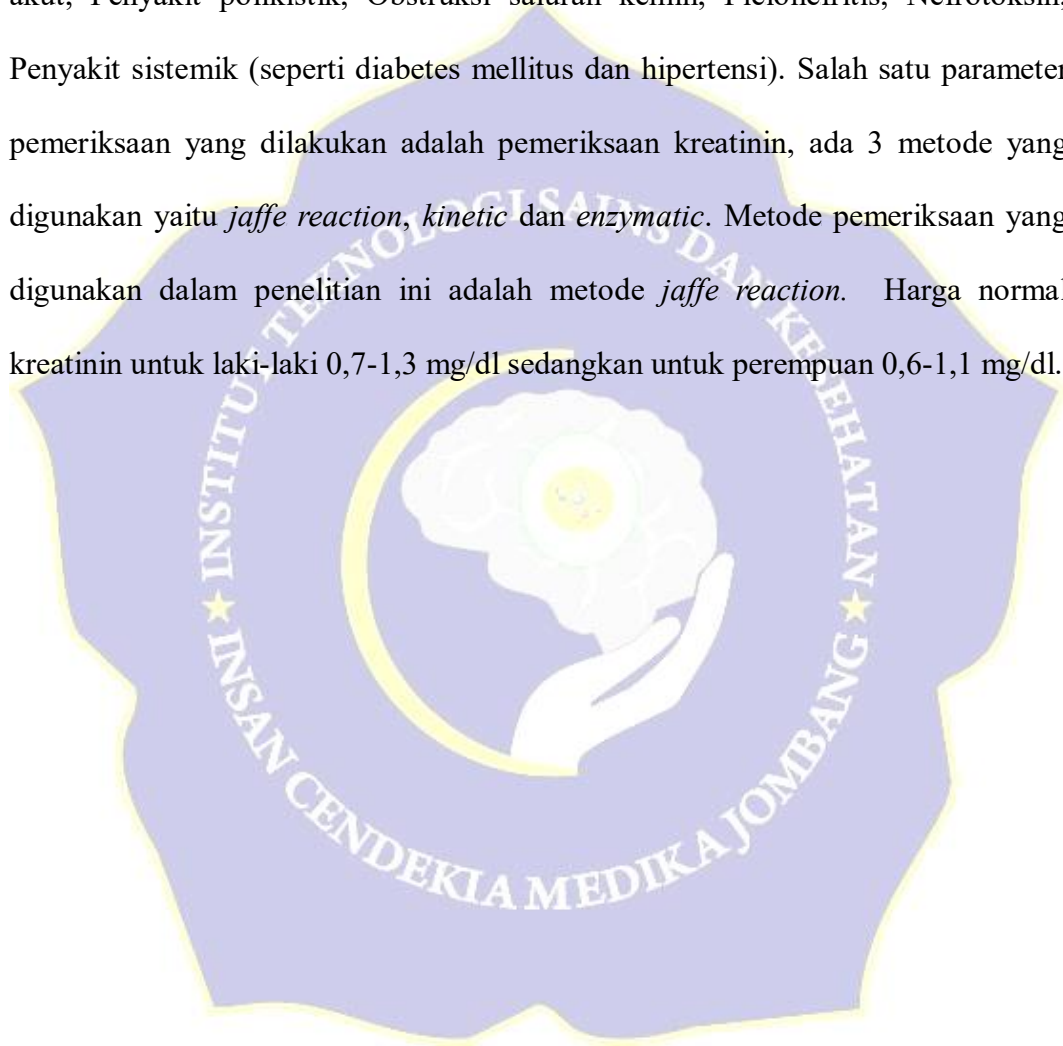 akut, Penyakit polikistik, Obstruksi saluran kemih, Pielonefritis, Nefrotoksin,
Penyakit sistemik (seperti diabetes mellitus dan hipertensi). Salah satu parameter
pemeriksaan yang dilakukan adalah pemeriksaan kreatinin, ada 3 metode yang
digunakan yaitu jaffe reaction, kinetic dan enzymatic. Metode pemeriksaan yang
digunakan dalam penelitian ini adalah metode jaffe reaction. Harga normal
kreatinin untuk laki-laki 0,7-1,3 mg/dl sedangkan untuk perempuan 0,6-1,1 mg/dl.
INSTITUT TEKNOLOGI SAINS DAN KESEHATAN
INSAN CENDEKIA MEDIKA JOMBANG